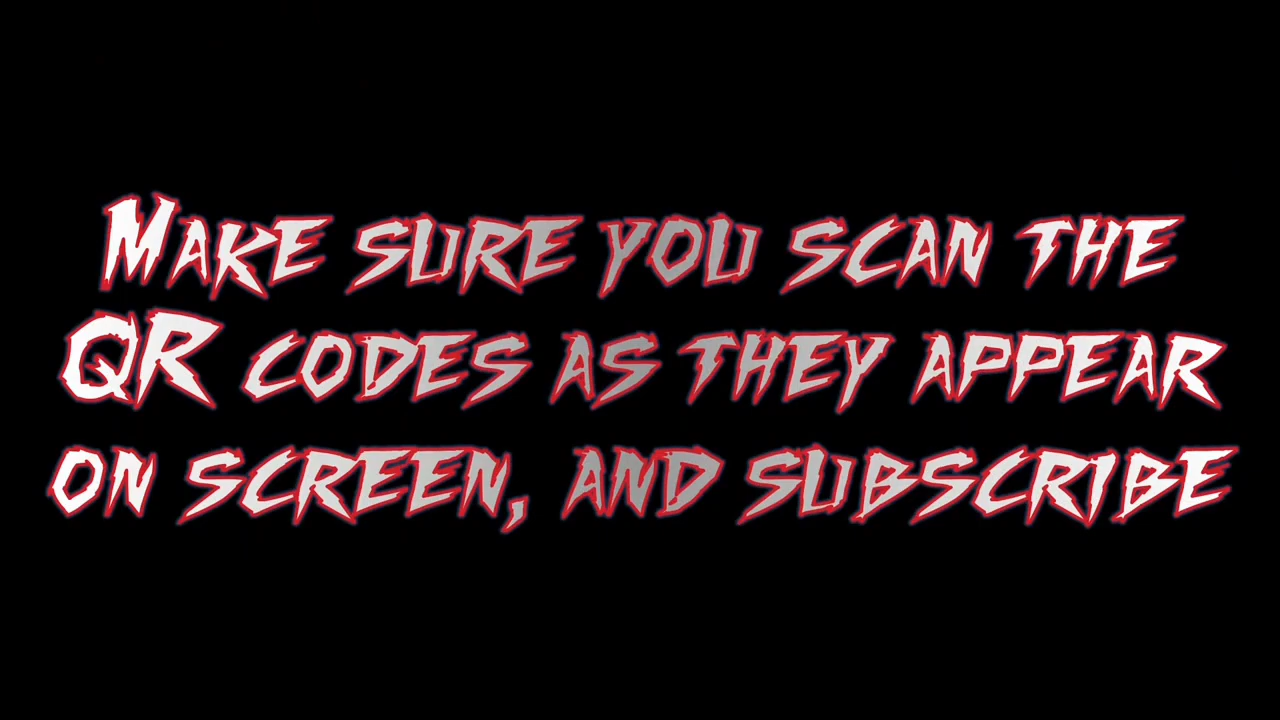 Make sure you scan the
QR codes as they appear
on screen, and subscribe